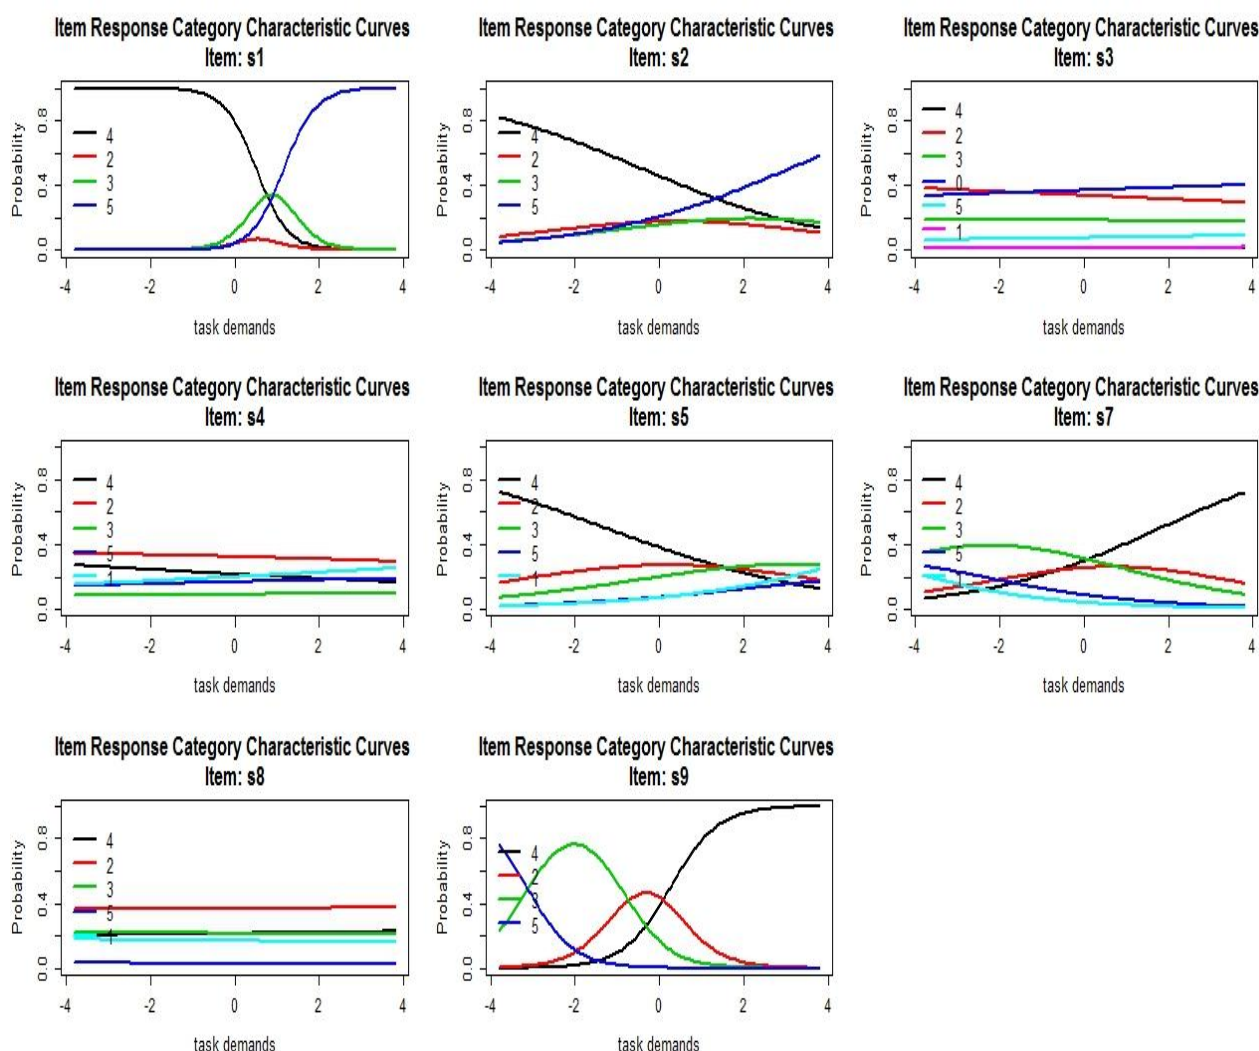 Item Response Category Characteristic Curves
Item: s1
Probability
0.8
0.4
0.0
4
2
3
5
-4 -2 0 2 4
task demands
Item Response Category Characteristic Curves
Item: s2
Probability
0.8
0.4
0.0
4
2
3
5
-4 -2 0 2 4
task demands
Item Response Category Characteristic Curves
Item: s3
Probability
0.8
0.4
0.0
4
2
3
0
5
1
-4 -2 0 2 4
task demands
Item Response Category Characteristic Curves
Item: s4
Probability
0.8
0.4
0.0
4
2
3
5
1
-4 -2 0 2 4
task demands
Item Response Category Characteristic Curves
Item: s5
Probability
0.8
0.4
0.0
4
2
3
5
1
-4 -2 0 2 4
task demands
Item Response Category Characteristic Curves
Item: s7
Probability
0.8
0.4
0.0
4
2
3
5
1
-4 -2 0 2 4
task demands
Item Response Category Characteristic Curves
Item: s8
Probability
0.8
0.4
0.0
4
2
3
5
1
-4 -2 0 2 4
task demands
Item Response Category Characteristic Curves
Item: s9
Probability
0.8
0.4
0.0
4
2
3
5
-4 -2 0 2 4
task demands